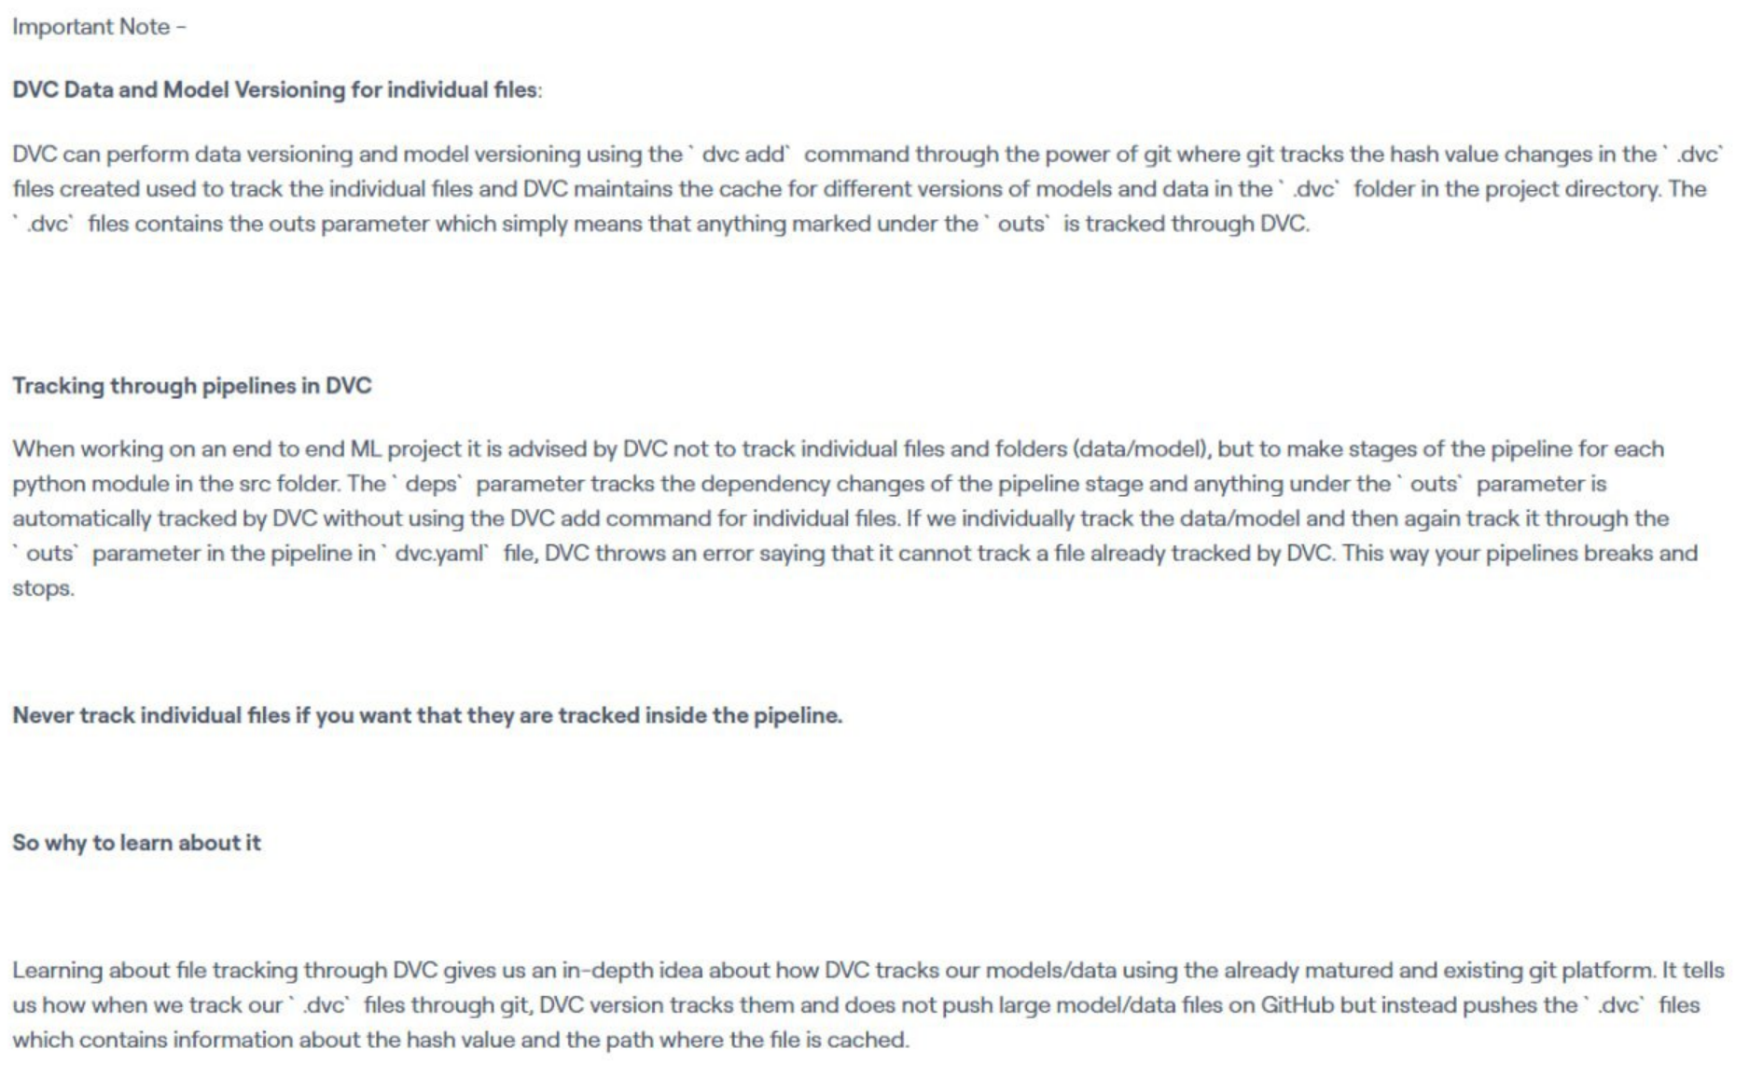 Important Note -
DVC Data and Model Versioning for individual files:
DVC can perform data versioning and model versioning using the ` dvc add`  command through the power of git where git tracks the hash value changes in the ` .dvc`
files created used to track the individual files and DVC maintains the cache for different versions of models and data in the ` .dvc`  folder in the project directory. The
` .dvc`  files contains the outs parameter which simply means that anything marked under the ` outs`  is tracked through DVC.
Tracking through pipelines in DVC
When working on an end to end ML project it is advised by DVC not to track individual files and folders (data/model), but to make stages of the pipeline for each
python module in the src folder. The ` deps`  parameter tracks the dependency changes of the pipeline stage and anything under the ` outs`  parameter is
automatically tracked by DVC without using the DVC add command for individual files. If we individually track the data/model and then again track it through the
` outs`  parameter in the pipeline in ` dvc.yaml`  file, DVC throws an error saying that it cannot track a file already tracked by DVC. This way your pipelines breaks and
stops.
Never track individual files if you want that they are tracked inside the pipeline.
So why to learn about it
Learning about file tracking through DVC gives us an in-depth idea about how DVC tracks our models/data using the already matured and existing git platform. It tells
us how when we track our ` .dvc`  files through git, DVC version tracks them and does not push large model/data files on GitHub but instead pushes the ` .dvc`  files
which contains information about the hash value and the path where the file is cached.